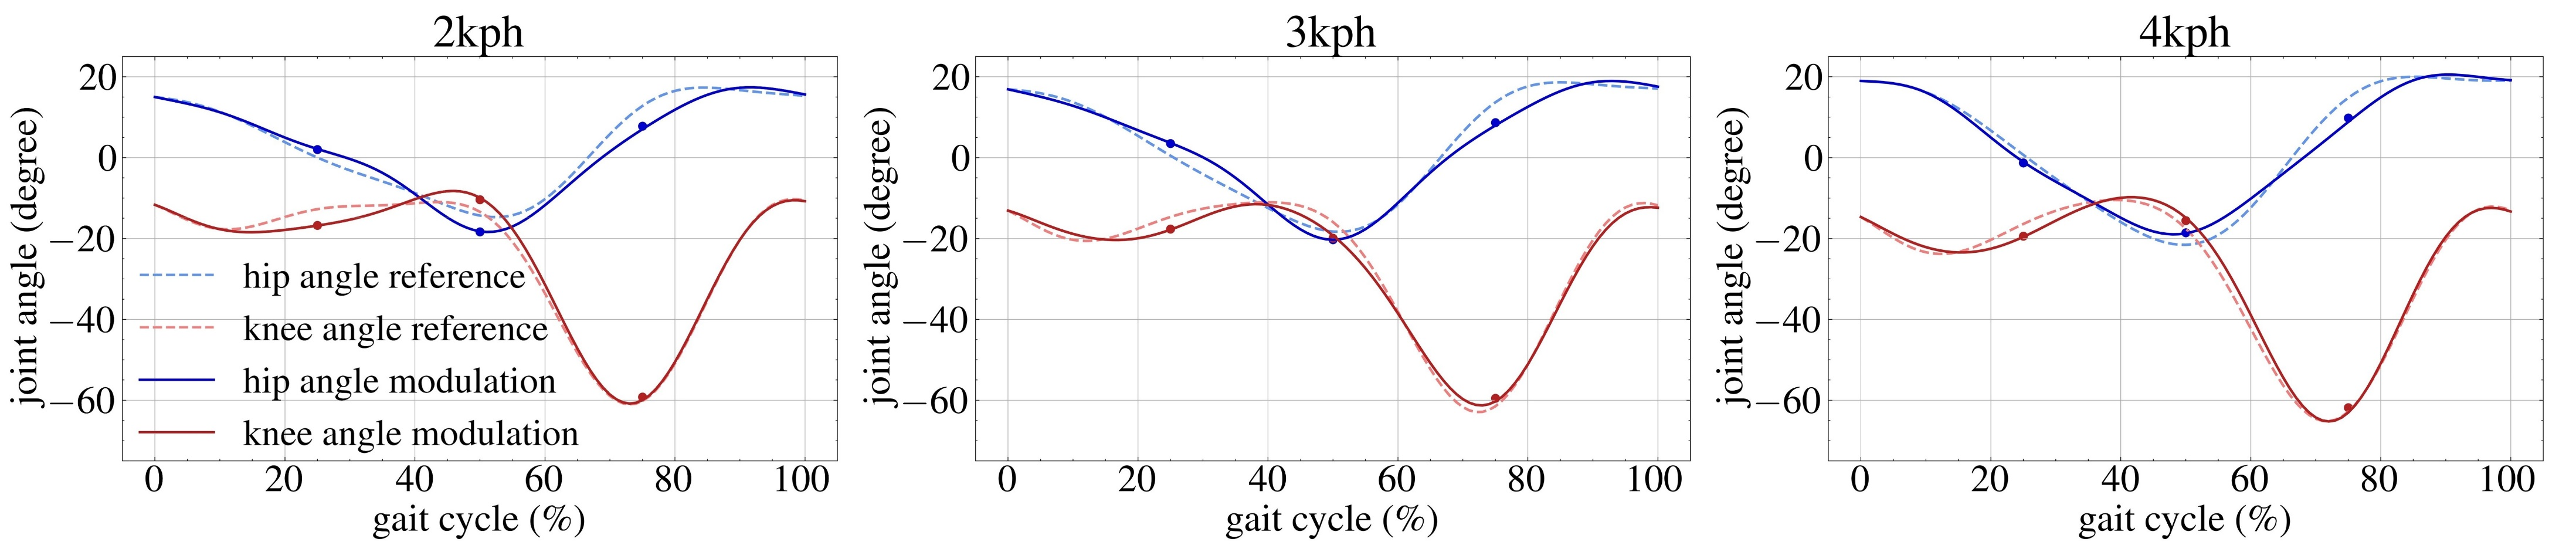 2kph
20
0
−20
−40
−60
joint angle (degree)
hip angle reference
knee angle reference
hip angle modulation
knee angle modulation
0 20 40 60 80 100
gait cycle (%)
3kph
20
0
−20
−40
−60
joint angle (degree)
0 20 40 60 80 100
gait cycle (%)
4kph
20
0
−20
−40
−60
joint angle (degree)
0 20 40 60 80 100
gait cycle (%)